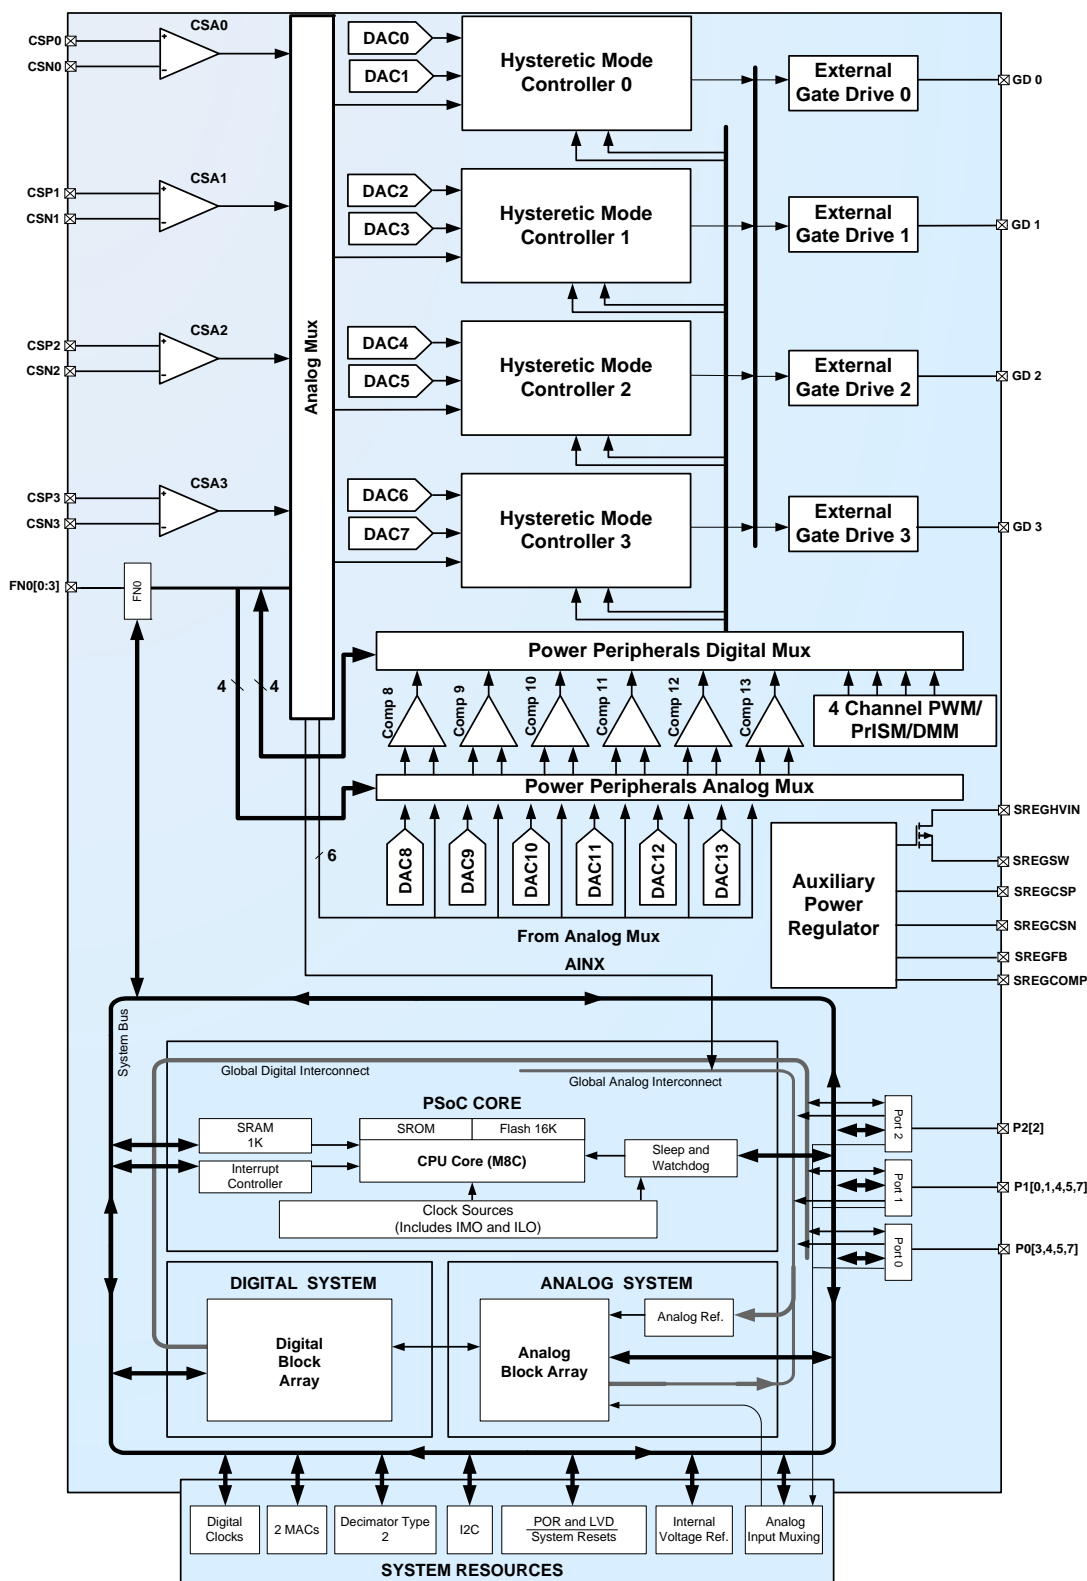 CSA0
CSP0
CSN0
DAC0
DAC1
Hysteretic Mode
Controller 0
External
Gate Drive 0
GD 0
CSA1
CSP1
CSN1
DAC2
DAC3
Hysteretic Mode
Controller 1
External
Gate Drive 1
GD 1
Analog Mux
CSA2
CSP2
CSN2
DAC4
DAC5
Hysteretic Mode
Controller 2
External
Gate Drive 2
GD 2
CSA3
CSP3
CSN3
DAC6
DAC7
Hysteretic Mode
Controller 3
External
Gate Drive 3
GD 3
FN0[0:3]
FN0
4
4
Power Peripherals Digital Mux
Comp 8
Comp 9
Comp 10
Comp 11
Comp 12
Comp 13
4 Channel PWM/
PrISM/DMM
Power Peripherals Analog Mux
6
DAC8
DAC9
DAC10
DAC11
DAC12
DAC13
From Analog Mux
AINX
Auxiliary
Power
Regulator
SREGHVIN
SREGSW
SREGCSP
SREGCSN
SREGFB
SREGCOMP
System Bus
Global Digital Interconnect
Global Analog Interconnect
PSoC CORE
SRAM
1K
Interrupt
Controller
SROM
Flash 16K
CPU Core (M8C)
Sleep and
Watchdog
Clock Sources
(Includes IMO and ILO)
Port 2
P2[2]
Port 1
P1[0,1,4,5,7]
Port 0
P0[3,4,5,7]
DIGITAL SYSTEM
Digital
Block
Array
ANALOG SYSTEM
Analog
Block Array
Analog Ref.
Digital
Clocks
2 MACs
Decimator Type
2
I2C
POR and LVD
System Resets
Internal
Voltage Ref.
Analog
Input Muxing
SYSTEM RESOURCES